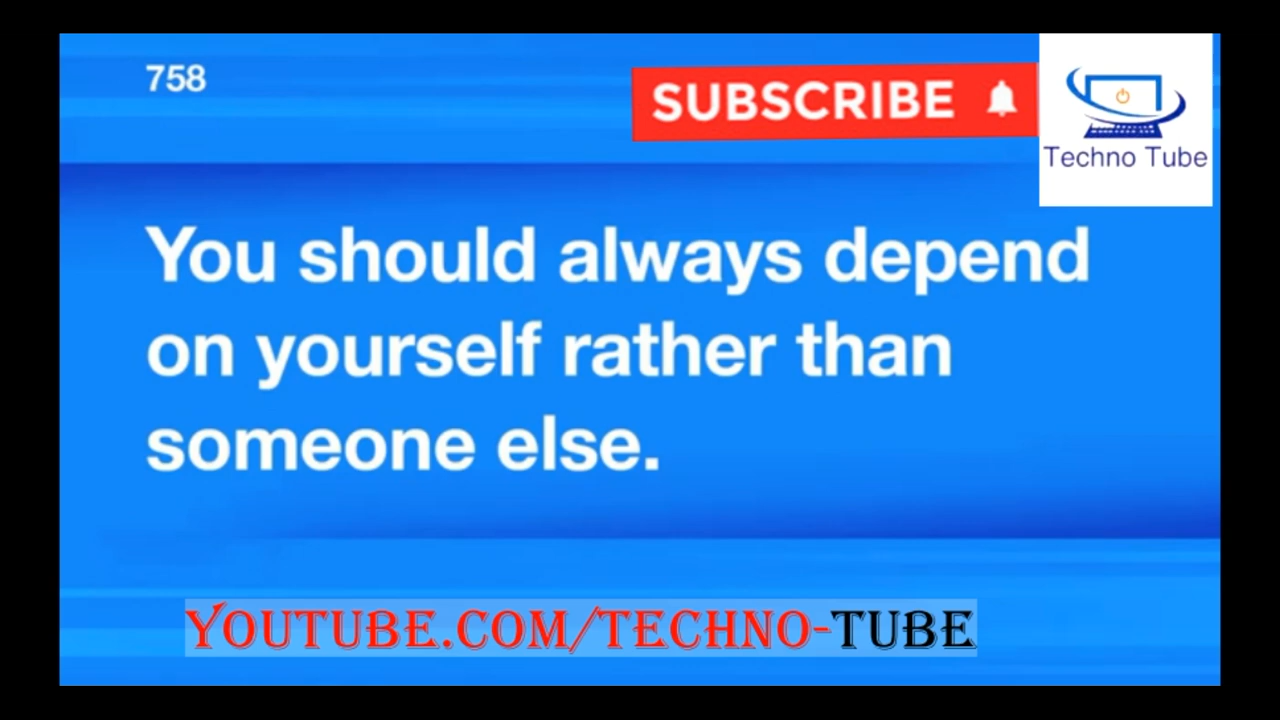 758
SUBSCRIBE
Techno Tube
You should always depend
on yourself rather than
someone else.
YOUTUBE.COM/TECHNO-TUBE